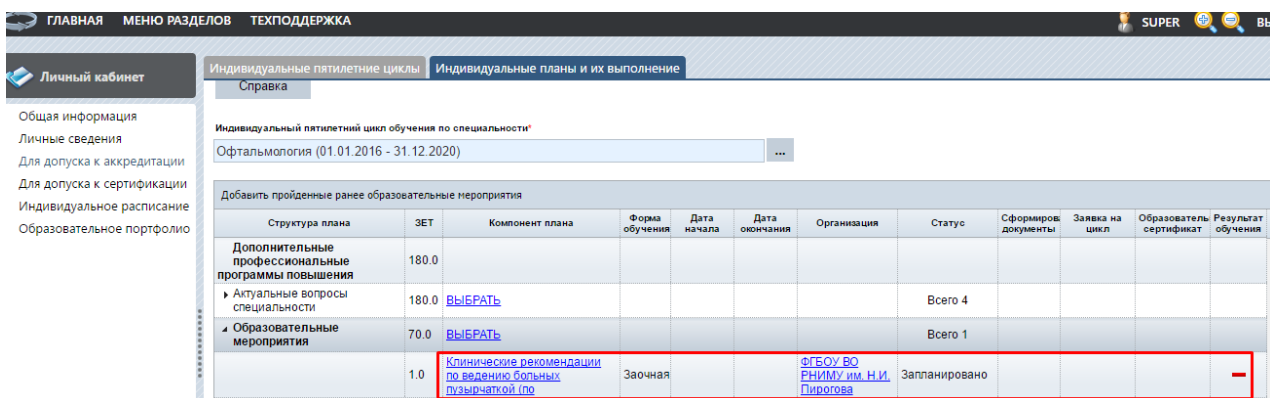 ГЛАВНАЯ МЕНЮ РАЗДЕЛОВ ТЕХПОДДЕРЖКА SUPER
Личный кабинет
Общая информация
Личные сведения
Для допуска к аккредитации
Для допуска к сертификации
Индивидуальное расписание
Образовательное портфолио
Индивидуальные пятилетние циклы Индивидуальные планы и их выполнение
Справка
Индивидуальный пятилетний цикл обучения по специальности*
Офтальмология (01.01.2016 - 31.12.2020) ...
Добавить пройденные ранее образовательные мероприятия
Структура плана ЗЕТ Компонент плана Форма обучения Дата начала Дата окончания Организация Статус Сформиров документы Заявка на цикл Образователь сертификат Результат обучения
Дополнительные
профессиональные 180.0
программы повышения
Актуальные вопросы
специальности 180.0 ВЫБРАТЬ Всего 4
Образовательные
мероприятия 70.0 ВЫБРАТЬ Всего 1
Клинические рекомендации ФГБОУ ВО
1.0 по ведению больных Заочная РНИМУ им. Н.И. Запланировано
пузырчаткой (по Пирогова